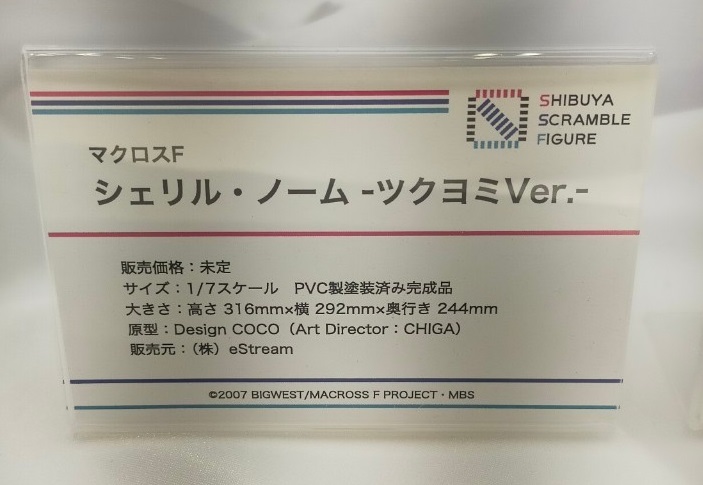 SHIBUYA
SCRAMBLE
FIGURE
マクロスF
シェリル・ノーム -ツクヨミVer.-
販売価格：未定
サイズ：1/7スケール　PVC製塗装済み完成品
大きさ：高さ 316mm×横 292mm×奥行き 244mm
原型：Design COCO（Art Director：CHIGA）
販売元：（株）eStream
©2007 BIGWEST/MACROSS F PROJECT・MBS